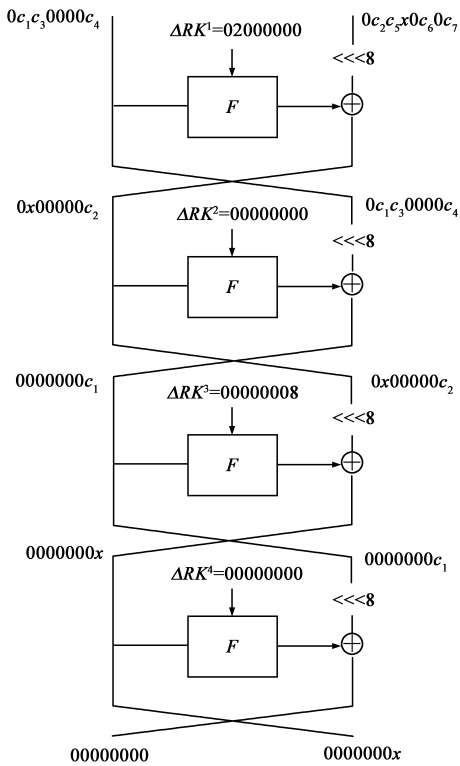 0c₁c₃0000c₄
0c₂c₅x0c₆0c₇
ΔRK¹=02000000
<<<8
F
0x00000c₂
0c₁c₃0000c₄
ΔRK²=00000000
<<<8
F
0000000c₁
0x00000c₂
ΔRK³=00000008
<<<8
F
0000000x
0000000c₁
ΔRK⁴=00000000
<<<8
F
00000000
0000000x